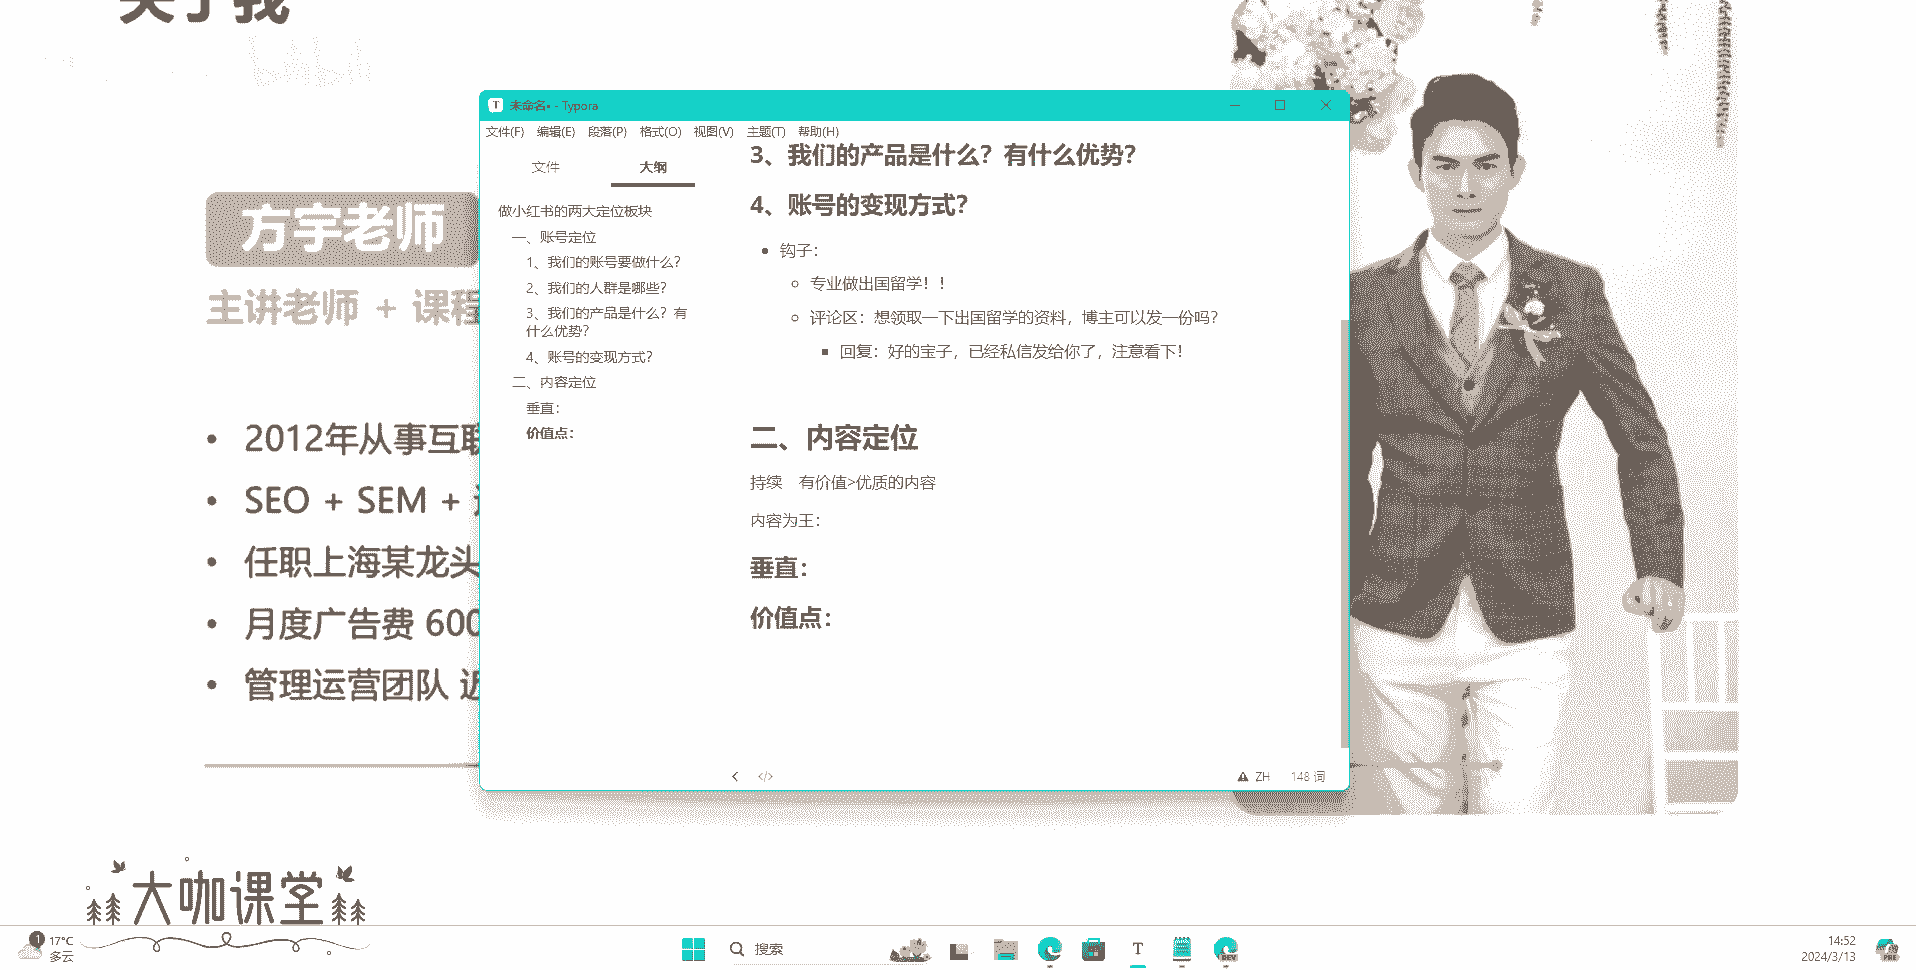 关于我
方宇老师
主讲老师 + 课程
2012年从事互联
SEO + SEM +
任职上海某龙头
月度广告费 600
管理运营团队 近
大咖课堂
未命名• - Typora
文件(F) 编辑(E) 段落(P) 格式(O) 视图(V) 主题(T) 帮助(H)
文件 大纲
做小红书的两大定位板块
一、账号定位
1、我们的账号要做什么？
2、我们的人群是哪些？
3、我们的产品是什么？有
什么优势？
4、账号的变现方式？
二、内容定位
垂直：
价值点：
3、我们的产品是什么？有什么优势？
4、账号的变现方式？
钩子：
专业做出国留学！！
评论区：想领取一下出国留学的资料，博主可以发一份吗？
回复：好的宝子，已经私信发给你了，注意看下！
二、内容定位
持续 有价值>优质的内容
内容为王：
垂直：
价值点：
</> ZH 148 词
1 17°C
多云
搜索
T
DEV
14:52
2024/3/13
PRE